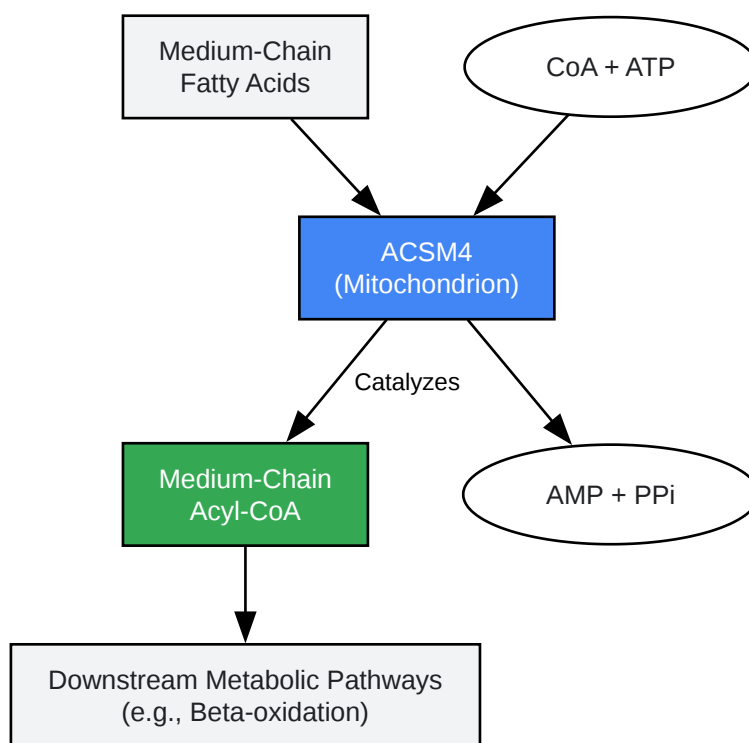 Medium-Chain
Fatty Acids
CoA + ATP
ACSM4
(Mitochondrion)
Catalyzes
Medium-Chain
Acyl-CoA
AMP + PPi
Downstream Metabolic Pathways
(e.g., Beta-oxidation)